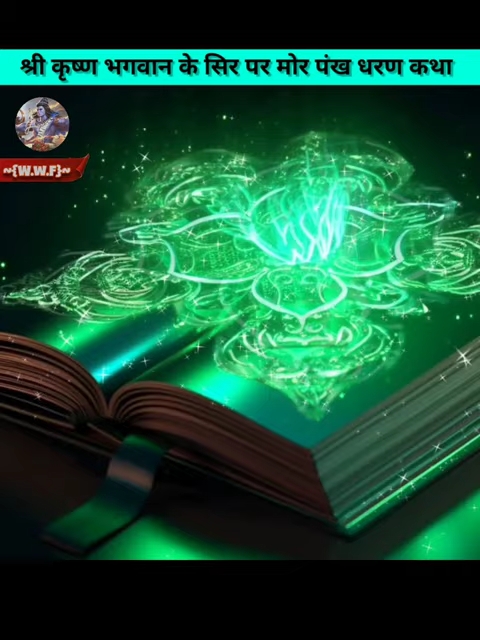 श्री कृष्ण भगवान के सिर पर मोर पंख धरण कथा
~{W.W.F}~